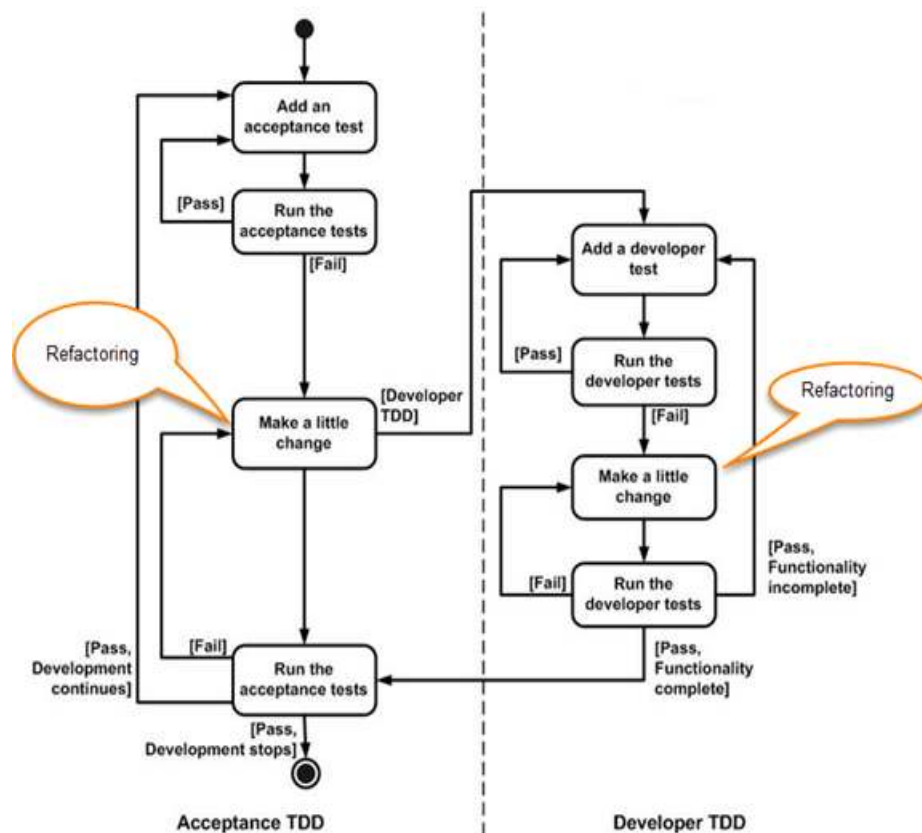 Add an
acceptance test
[Pass]
Run the
acceptance tests
[Fail]
Refactoring
Make a little
change
[Developer
TDD]
[Fail]
[Pass,
Development
continues]
Run the
acceptance tests
[Pass,
Development stops]
Acceptance TDD
Add a developer
test
[Pass]
Run the
developer tests
[Fail]
Refactoring
Make a little
change
[Fail]
Run the
developer tests
[Pass,
Functionality
incomplete]
[Pass,
Functionality
complete]
Developer TDD